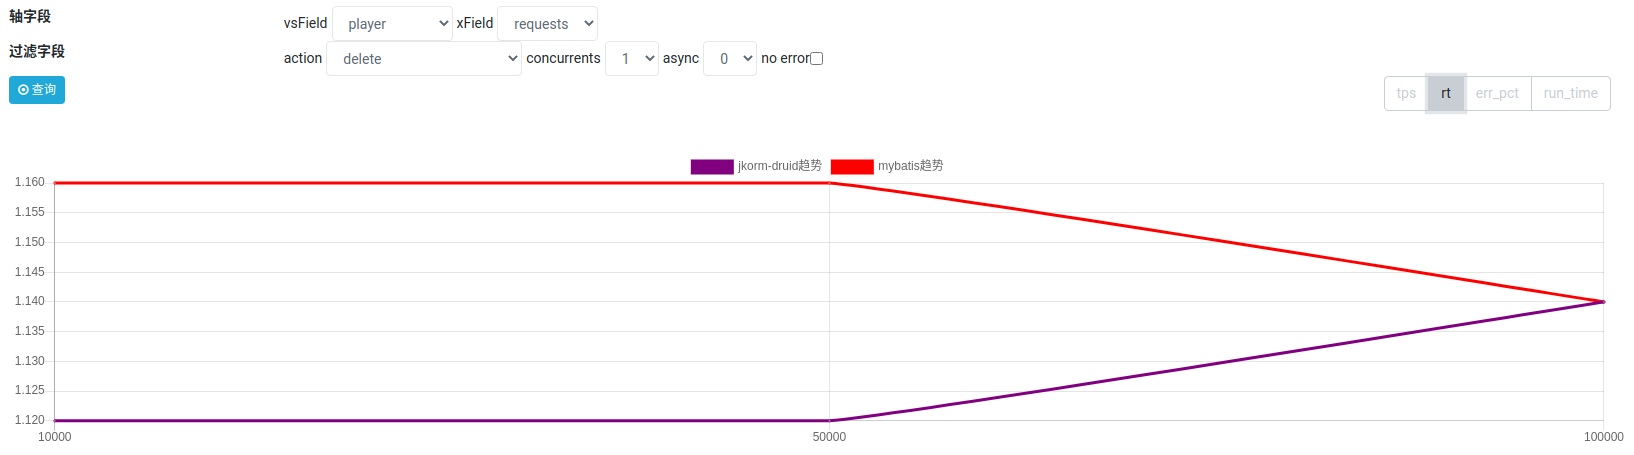 轴字段
vsField player xField requests
过滤字段
action delete concurrents 1 async 0 no error
查询
tps rt err_pct run_time
jkorm-druid趋势 mybatis趋势
1.160
1.155
1.150
1.145
1.140
1.135
1.130
1.125
1.120
10000 50000 100000